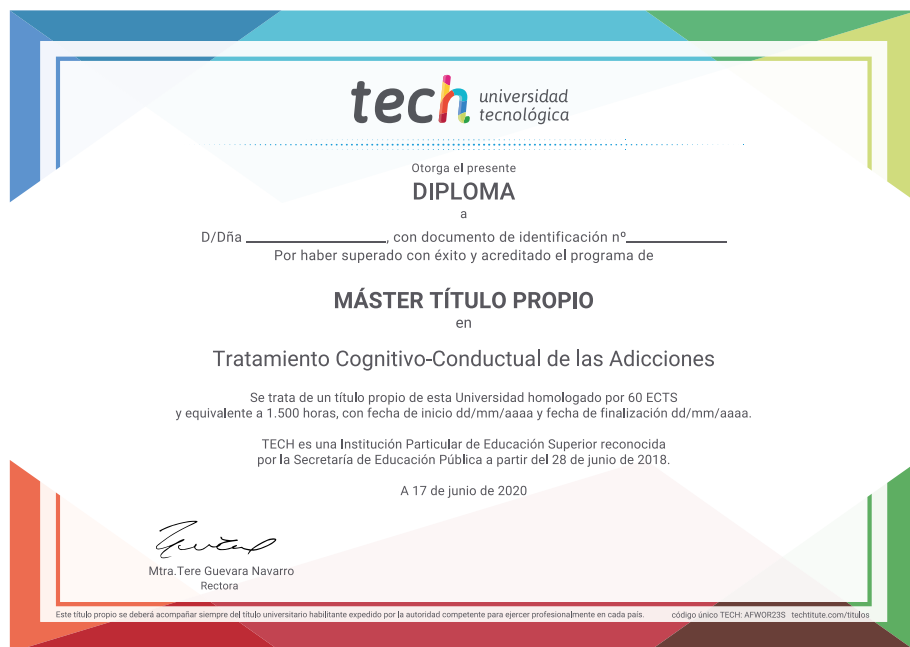 tech universidad
tecnológica
Otorga el presente
DIPLOMA
a
D/Dña ____________________, con documento de identificación nº______________
Por haber superado con éxito y acreditado el programa de
MÁSTER TÍTULO PROPIO
en
Tratamiento Cognitivo-Conductual de las Adicciones
Se trata de un título propio de esta Universidad homologado por 60 ECTS
y equivalente a 1.500 horas, con fecha de inicio dd/mm/aaaa y fecha de finalización dd/mm/aaaa.
TECH es una Institución Particular de Educación Superior reconocida
por la Secretaría de Educación Pública a partir del 28 de junio de 2018.
A 17 de junio de 2020
Mtra.Tere Guevara Navarro
Rectora
Este título propio se deberá acompañar siempre del título universitario habilitante expedido por la autoridad competente para ejercer profesionalmente en cada país. código único TECH: AFWOR23S techtitute.com/titulos